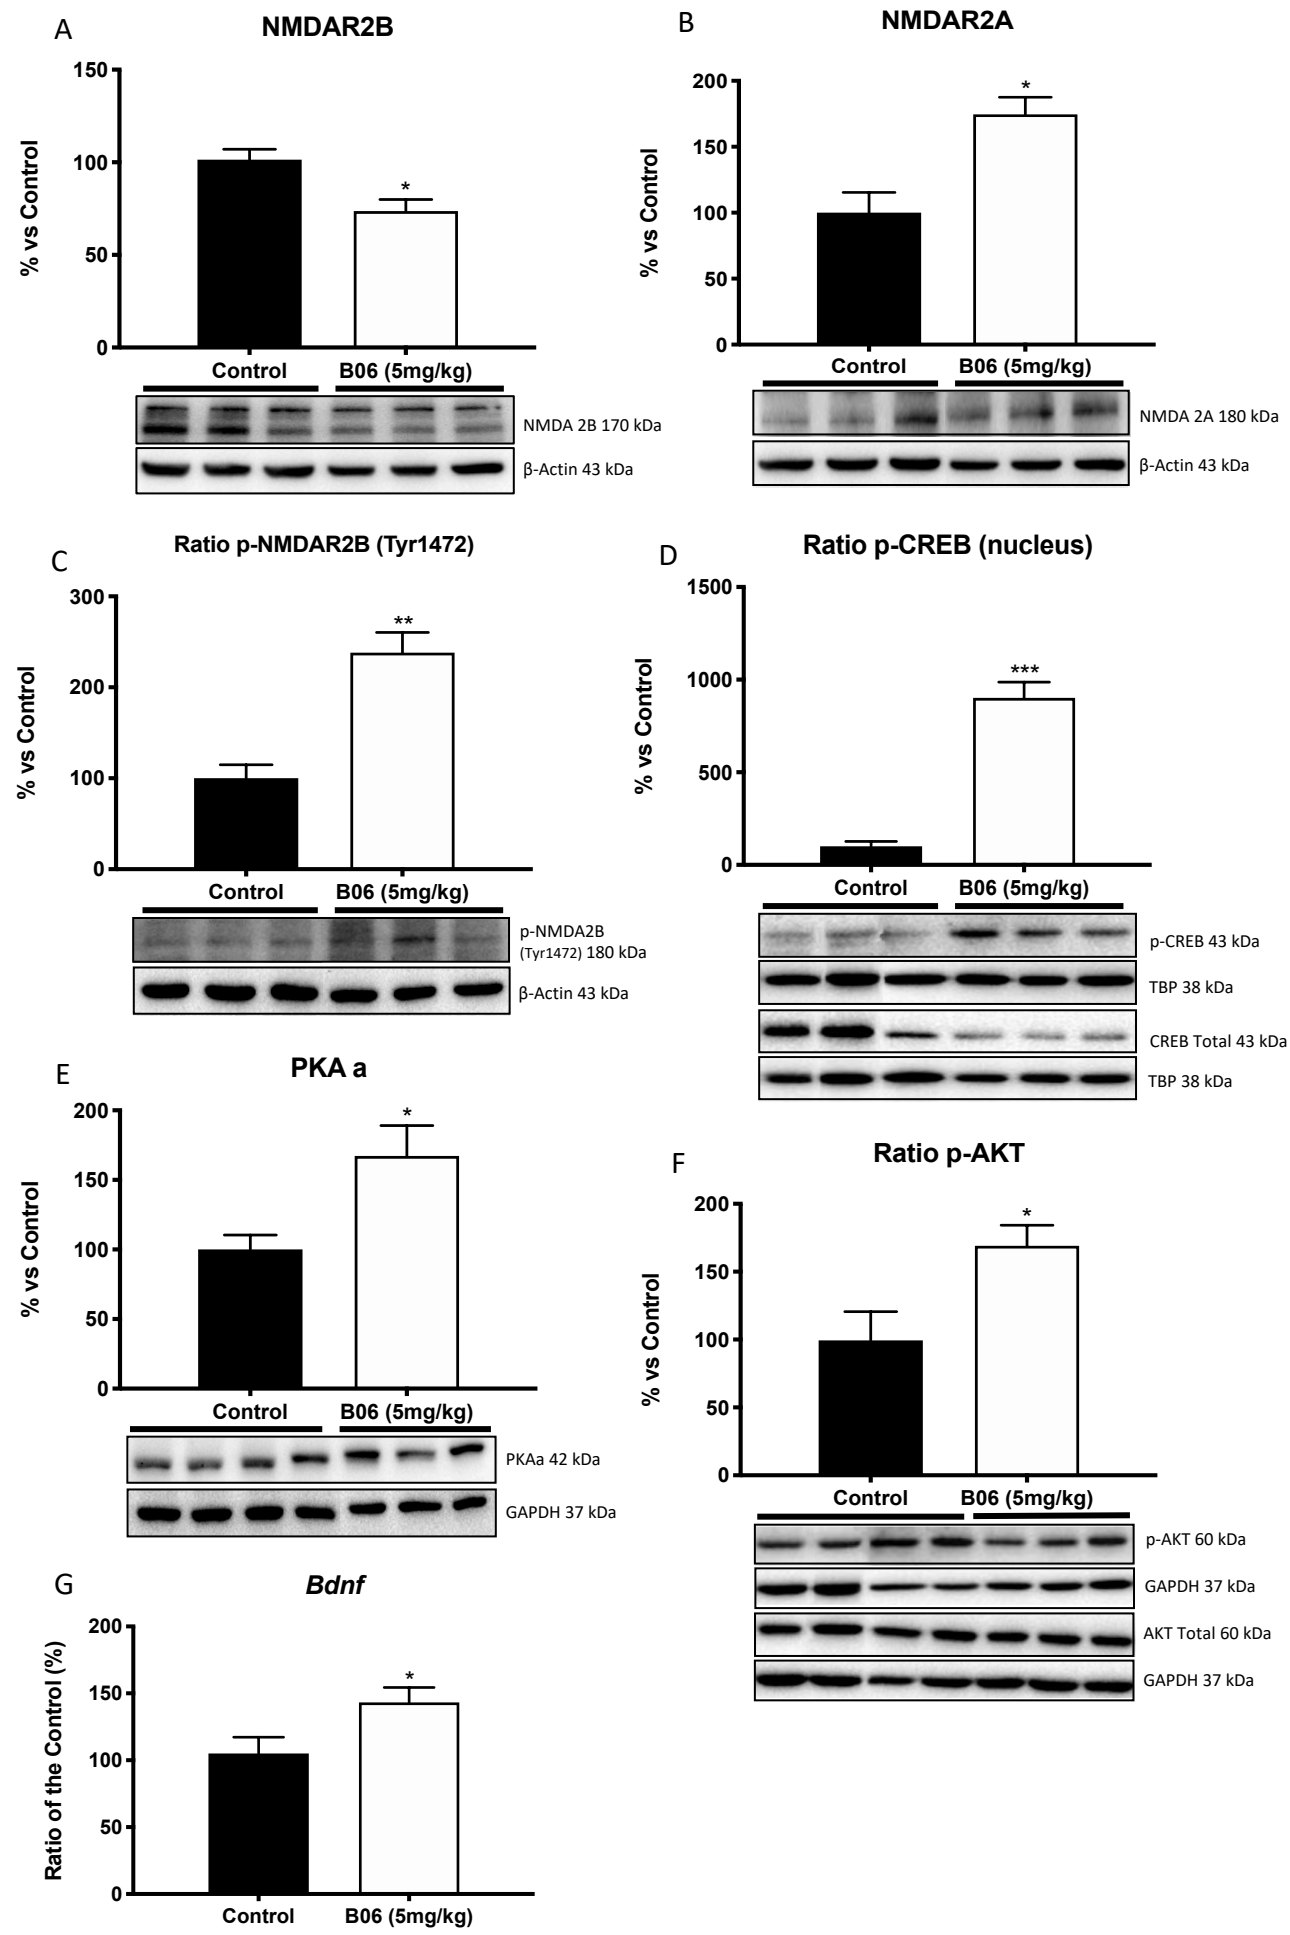 A
NMDAR2B
% vs Control
150
100
50
0
*
Control
B06 (5mg/kg)
NMDA 2B 170 kDa
β-Actin 43 kDa
B
NMDAR2A
% vs Control
200
150
100
50
0
*
Control
B06 (5mg/kg)
NMDA 2A 180 kDa
β-Actin 43 kDa
C
Ratio p-NMDAR2B (Tyr1472)
% vs Control
300
200
100
0
**
Control
B06 (5mg/kg)
p-NMDA2B
(Tyr1472) 180 kDa
β-Actin 43 kDa
D
Ratio p-CREB (nucleus)
% vs Control
1500
1000
500
0
***
Control
B06 (5mg/kg)
p-CREB 43 kDa
TBP 38 kDa
CREB Total 43 kDa
TBP 38 kDa
E
PKA a
% vs Control
200
150
100
50
0
*
Control
B06 (5mg/kg)
PKAa 42 kDa
GAPDH 37 kDa
F
Ratio p-AKT
% vs Control
200
150
100
50
0
*
Control
B06 (5mg/kg)
p-AKT 60 kDa
GAPDH 37 kDa
AKT Total 60 kDa
GAPDH 37 kDa
G
Bdnf
Ratio of the Control (%)
200
150
100
50
0
*
Control
B06 (5mg/kg)